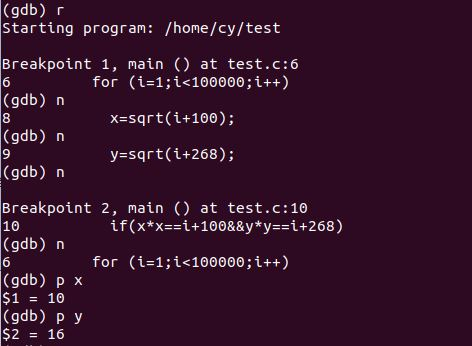 (gdb) r
Starting program: /home/cy/test
Breakpoint 1, main () at test.c:6
6         for (i=1;i<100000;i++)
(gdb) n
8           x=sqrt(i+100);
(gdb) n
9           y=sqrt(i+268);
(gdb) n
Breakpoint 2, main () at test.c:10
10          if(x*x==i+100&&y*y==i+268)
(gdb) n
6         for (i=1;i<100000;i++)
(gdb) p x
$1 = 10
(gdb) p y
$2 = 16